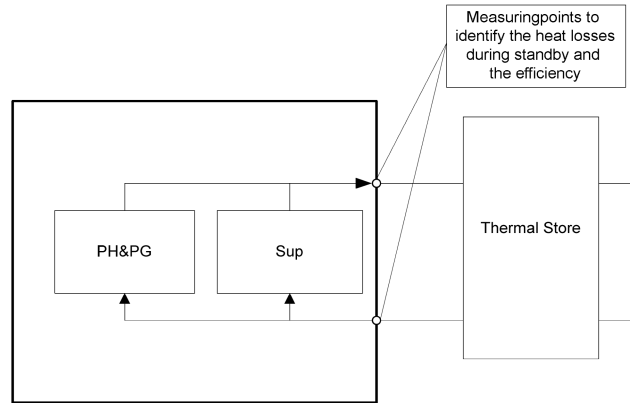 Measuringpoints to
identify the heat losses
during standby and
the efficiency
PH&PG
Sup
Thermal Store